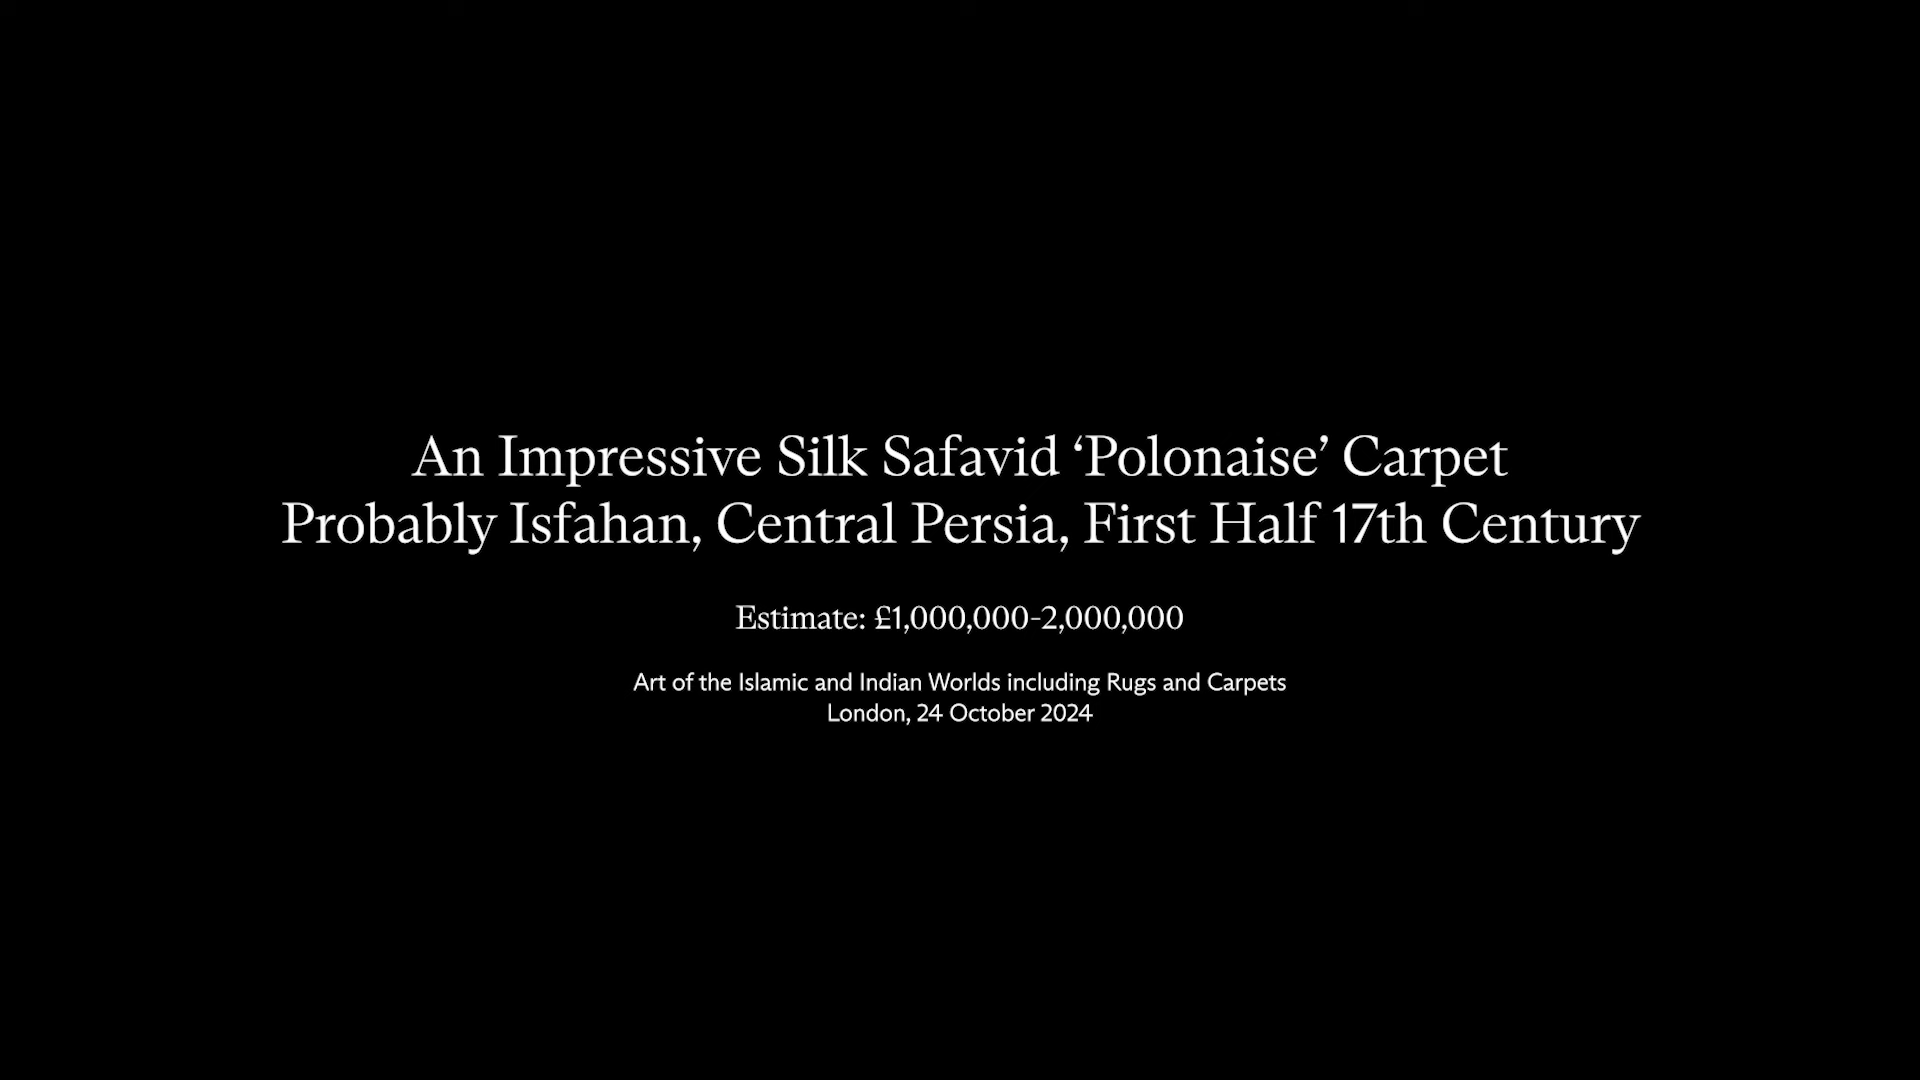 An Impressive Silk Safavid ‘Polonaise’ Carpet
Probably Isfahan, Central Persia, First Half 17th Century
Estimate: £1,000,000-2,000,000
Art of the Islamic and Indian Worlds including Rugs and Carpets
London, 24 October 2024